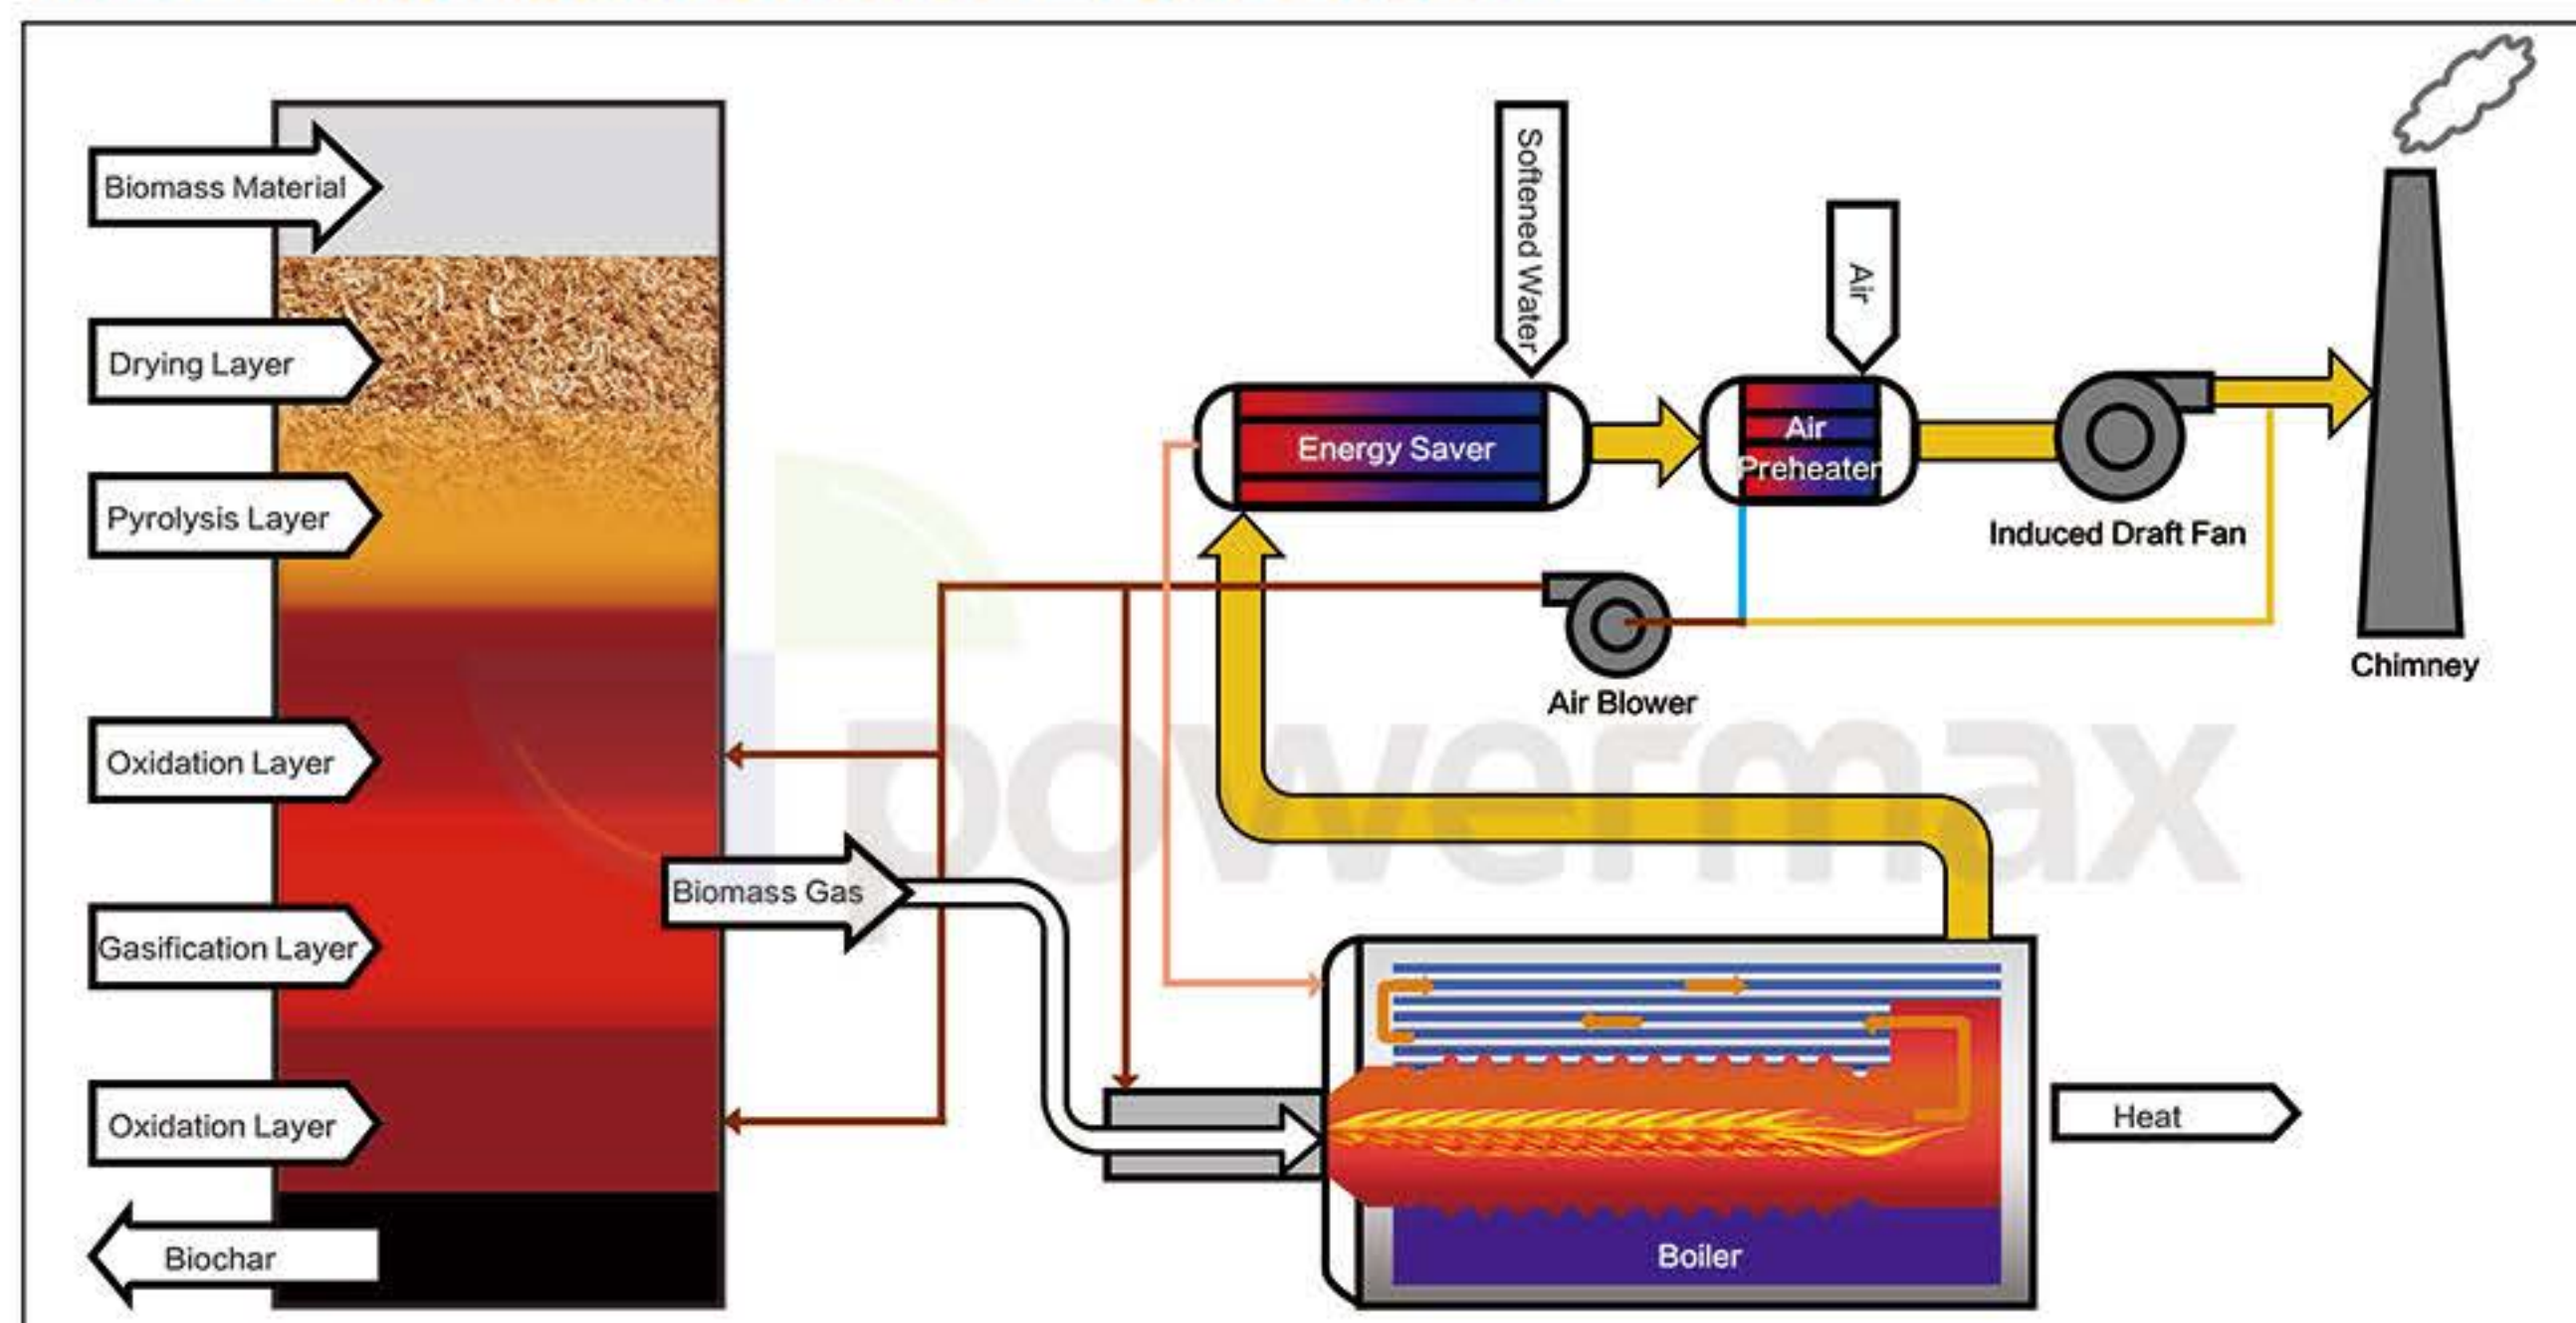 Biomass Material
Drying Layer
Pyrolysis Layer
Oxidation Layer
Gasification Layer
Oxidation Layer
Biochar
Biomass Gas
Softened Water
Air
Energy Saver
Air
Preheater
Induced Draft Fan
Air Blower
Chimney
powermax
Heat
Boiler